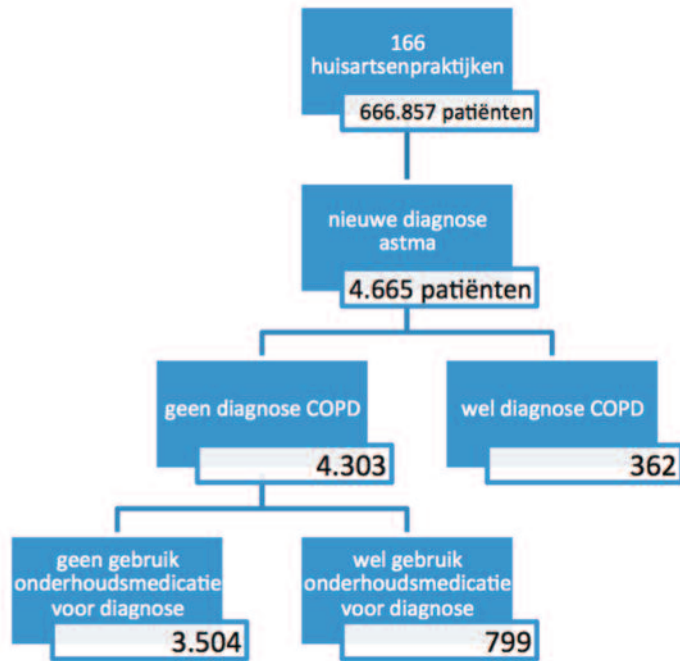 166
huisartsenpraktijken
666.857 patiënten
nieuwe diagnose
astma
4.665 patiënten
geen diagnose COPD
4.303
wel diagnose COPD
362
geen gebruik
onderhoudsmedicatie
voor diagnose
3.504
wel gebruik
onderhoudsmedicatie
voor diagnose
799